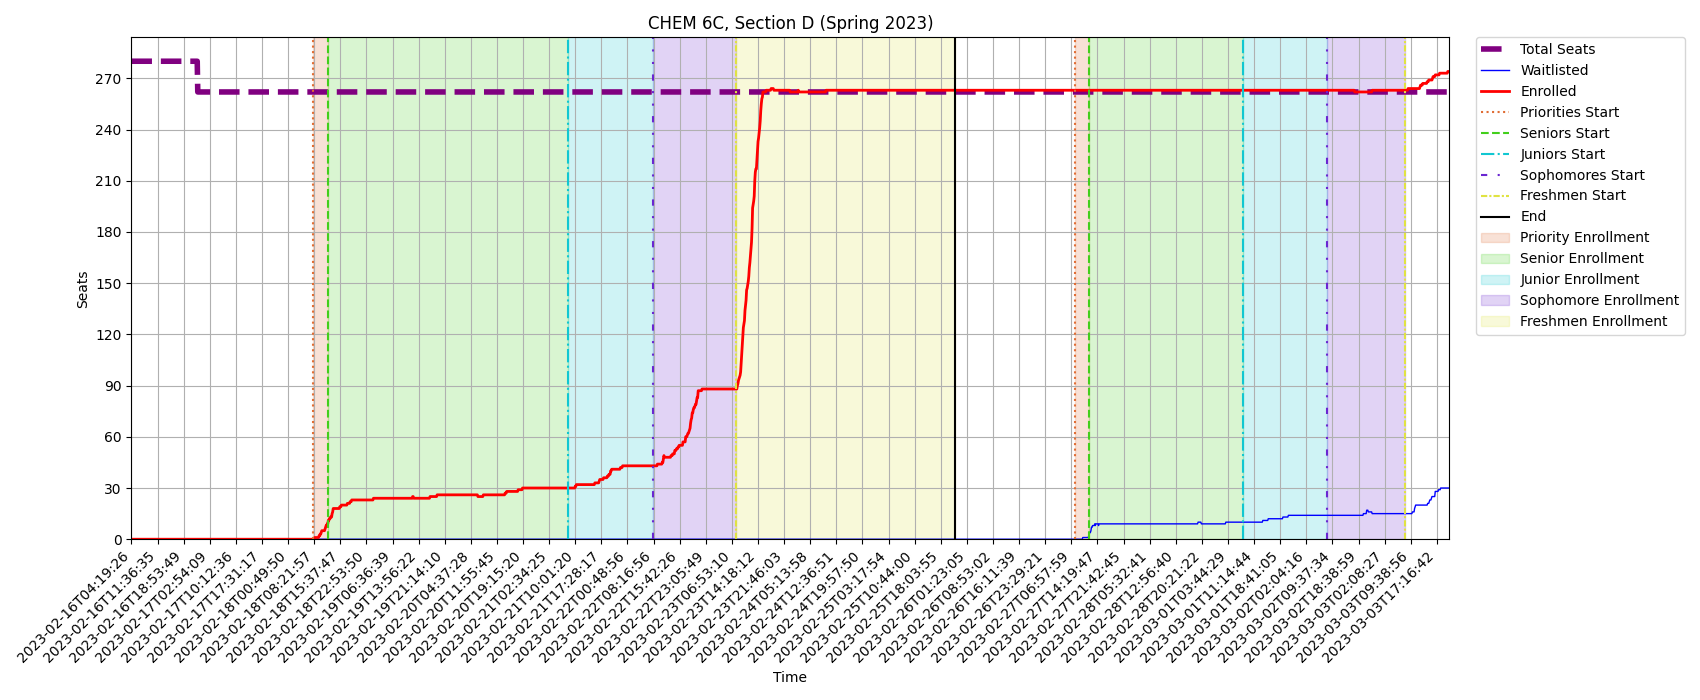 CHEM 6C, Section D (Spring 2023)
Seats
270
240
210
180
150
120
90
60
30
0
2023-02-16T04:19:26
2023-02-16T11:36:35
2023-02-16T18:53:49
2023-02-17T02:54:09
2023-02-17T10:12:36
2023-02-17T17:31:17
2023-02-18T00:49:50
2023-02-18T08:21:57
2023-02-18T15:37:47
2023-02-18T22:53:50
2023-02-19T06:36:39
2023-02-19T13:56:22
2023-02-19T21:14:10
2023-02-20T04:37:28
2023-02-20T11:55:45
2023-02-20T19:15:20
2023-02-21T02:34:25
2023-02-21T10:01:20
2023-02-21T17:28:17
2023-02-22T00:48:56
2023-02-22T08:16:56
2023-02-22T15:42:26
2023-02-22T23:05:49
2023-02-23T06:53:10
2023-02-23T14:18:12
2023-02-23T21:46:03
2023-02-24T05:13:58
2023-02-24T12:36:51
2023-02-24T19:57:50
2023-02-25T03:17:54
2023-02-25T10:44:00
2023-02-25T18:03:55
2023-02-26T01:23:05
2023-02-26T08:53:02
2023-02-26T16:11:39
2023-02-26T23:29:21
2023-02-27T06:57:59
2023-02-27T14:19:47
2023-02-27T21:42:45
2023-02-28T05:32:41
2023-02-28T12:56:40
2023-02-28T20:21:22
2023-03-01T03:44:29
2023-03-01T11:14:44
2023-03-01T18:41:05
2023-03-02T02:04:16
2023-03-02T09:37:34
2023-03-02T18:38:59
2023-03-03T02:08:27
2023-03-03T09:38:56
2023-03-03T17:16:42
Time
Total Seats
Waitlisted
Enrolled
Priorities Start
Seniors Start
Juniors Start
Sophomores Start
Freshmen Start
End
Priority Enrollment
Senior Enrollment
Junior Enrollment
Sophomore Enrollment
Freshmen Enrollment